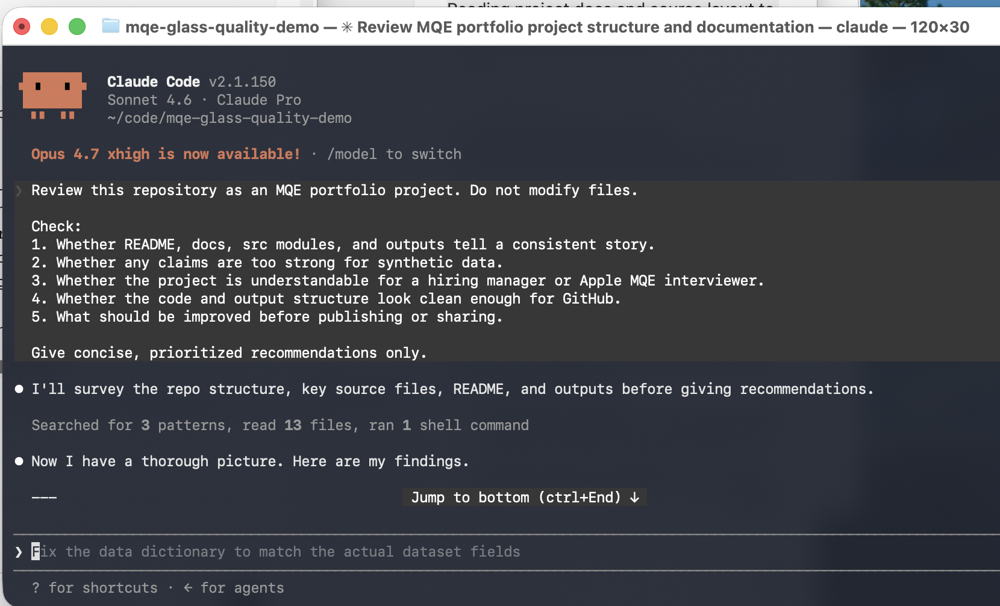 Reading project docs and source layout to
mqe-glass-quality-demo — ✳ Review MQE portfolio project structure and documentation — claude — 120×30
Claude Code v2.1.150
Sonnet 4.6 · Claude Pro
~/code/mqe-glass-quality-demo
Opus 4.7 xhigh is now available! · /model to switch
❯ Review this repository as an MQE portfolio project. Do not modify files.
Check:
1. Whether README, docs, src modules, and outputs tell a consistent story.
2. Whether any claims are too strong for synthetic data.
3. Whether the project is understandable for a hiring manager or Apple MQE interviewer.
4. Whether the code and output structure look clean enough for GitHub.
5. What should be improved before publishing or sharing.
Give concise, prioritized recommendations only.
● I'll survey the repo structure, key source files, README, and outputs before giving recommendations.
Searched for 3 patterns, read 13 files, ran 1 shell command
● Now I have a thorough picture. Here are my findings.
---
Jump to bottom (ctrl+End) ↓
❯ Fix the data dictionary to match the actual dataset fields
? for shortcuts · ← for agents